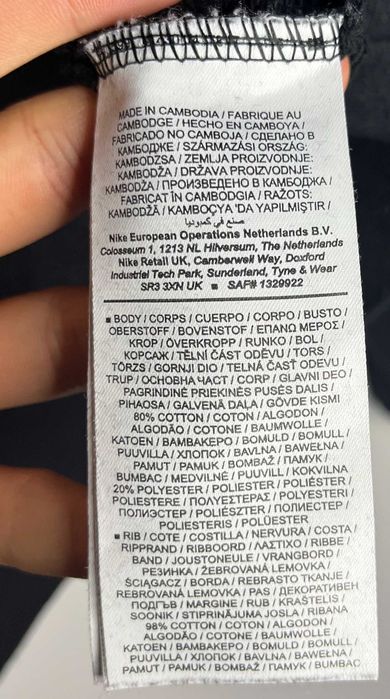 MADE IN CAMBODIA / FABRIQUE AU
CAMBODGE / HECHO EN CAMBOYA /
FABRICADO NO CAMBOJA / СДЕЛАНО В
КАМБОДЖЕ / SZÁRMAZÁSI ORSZÁG:
KAMBODZSA / ZEMLJA PROIZVODNJE:
KAMBODŽA / DRŽAVA PROIZVODNJE:
KAMBODŽA / ПРОИЗВЕДЕНО В КАМБОДЖА /
FABRICAT ÎN CAMBODGIA / RAŽOTS:
KAMBODŽĀ / KAMBOÇYA 'DA YAPILMIŞTIR /
صنع في كمبوديا
Nike European Operations Netherlands B.V.
Colosseum 1, 1213 NL Hilversum, The Netherlands
Nike Retail UK, Camberwell Way, Doxford
Industrial Tech Park, Sunderland, Tyne & Wear
SR3 3XN UK ■ SAF# 1329922
■ BODY / CORPS / CUERPO / CORPO / BUSTO /
OBERSTOFF / BOVENSTOF / ΕΠΑΝΩ ΜΕΡΟΣ /
KROP / ÖVERKROPP / RUNKO / BOL /
КОРСАЖ / TĚLNÍ ČÁST ODĚVU / TORS /
TÖRZS / GORNJI DIO / TELNÁ ČASŤ ODEVU /
TRUP / ОСНОВНА ЧАСТ / CORP / GLAVNI DEO /
PAGRINDINĖ PRIEKINĖS PUSĖS DALIS /
PIHAOSA / GALVENĀ DAĻA / GÖVDE KISMI
80% COTTON / COTON / ALGODÓN /
ALGODÃO / COTONE / BAUMWOLLE /
KATOEN / ΒΑΜΒΑΚΕΡΟ / BOMULD / BOMULL /
PUUVILLA / ХЛОПОК / BAVLNA / BAWEŁNA /
PAMUT / PAMUK / BOMBAŽ / ПАМУК /
BUMBAC / MEDVILNĖ / PUUVILL / KOKVILNA
20% POLYESTER / POLIESTER / POLIÉSTER /
POLIESTERE / ΠΟΛΥΕΣΤΕΡΑΣ / POLYESTERI /
ПОЛИЭСТЕР / POLIÉSZTER / ПОЛИЕСТЕР /
POLIESTERIS / POLÜESTER
■ RIB / COTE / COSTILLA / NERVURA / COSTA /
RIPPRAND / RIBBOORD / ΛΑΣΤΙΧΟ / RIBBE /
BAND / JOUSTONEULE / VRANGBORD /
РЕЗИНКА / ŽEBROVANÁ LEMOVKA /
ŚCIĄGACZ / BORDA / REBRASTO TKANJE /
REBROVANÁ LEMOVKA / PAS / ДЕКОРАТИВЕН
ПОДГЪВ / MARGINE / RUB / KRAŠTELIS /
SOONIK / STIPRINĀJUMA JOSLA / RIBANA
98% COTTON / COTON / ALGODÓN /
ALGODÃO / COTONE / BAUMWOLLE /
KATOEN / ΒΑΜΒΑΚΕΡΟ / BOMULD / BOMULL /
PUUVILLA / ХЛОПОК / BAVLNA / BAWEŁNA /
PAMUT / PAMUK / BOMBAŽ / ПАМУК / BUMBAC